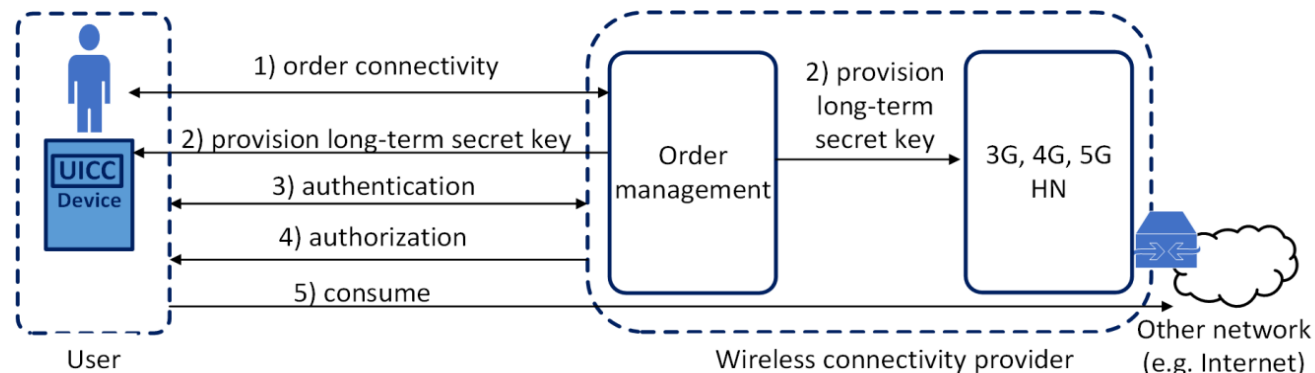 1) order connectivity
2) provision long-term secret key
3) authentication
4) authorization
5) consume
UICC
Device
User
Order
management
2) provision
long-term
secret key
3G, 4G, 5G
HN
Wireless connectivity provider
Other network
(e.g. Internet)